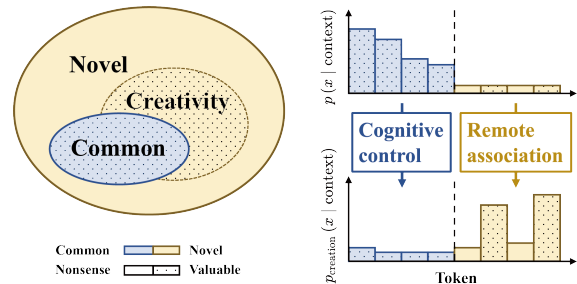 Novel
Creativity
Common
Common Novel
Nonsense Valuable
p (x | context)
Cognitive
control
Remote
association
p_creation (x | context)
Token